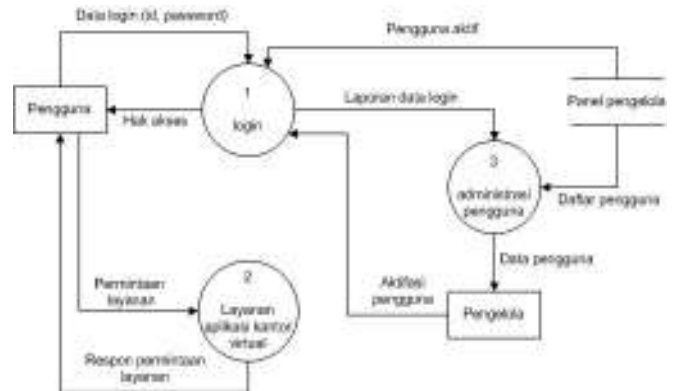 Data login (id, password)
Pengguna aktif
1
login
Pengguna
Hak akses
Laporan data login
Panel pengelola
3
administrasi
pengguna
Daftar pengguna
Data pengguna
Permintaan
layanan
2
Layanan
aplikasi kantor
virtual
Aktifasi
pengguna
Pengelola
Respon permintaan
layanan